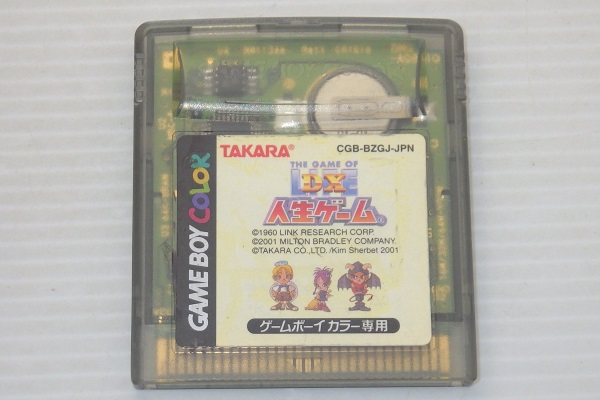 TAKARA®
CGB-BZGJ-JPN
THE GAME OF
LIFE
DX
人生ゲーム
©1960 LINK RESEARCH CORP.
©2001 MILTON BRADLEY COMPANY.
©TAKARA CO.,LTD. /Kim Sherbet 2001
ゲームボーイカラー専用
GAME BOY COLOR